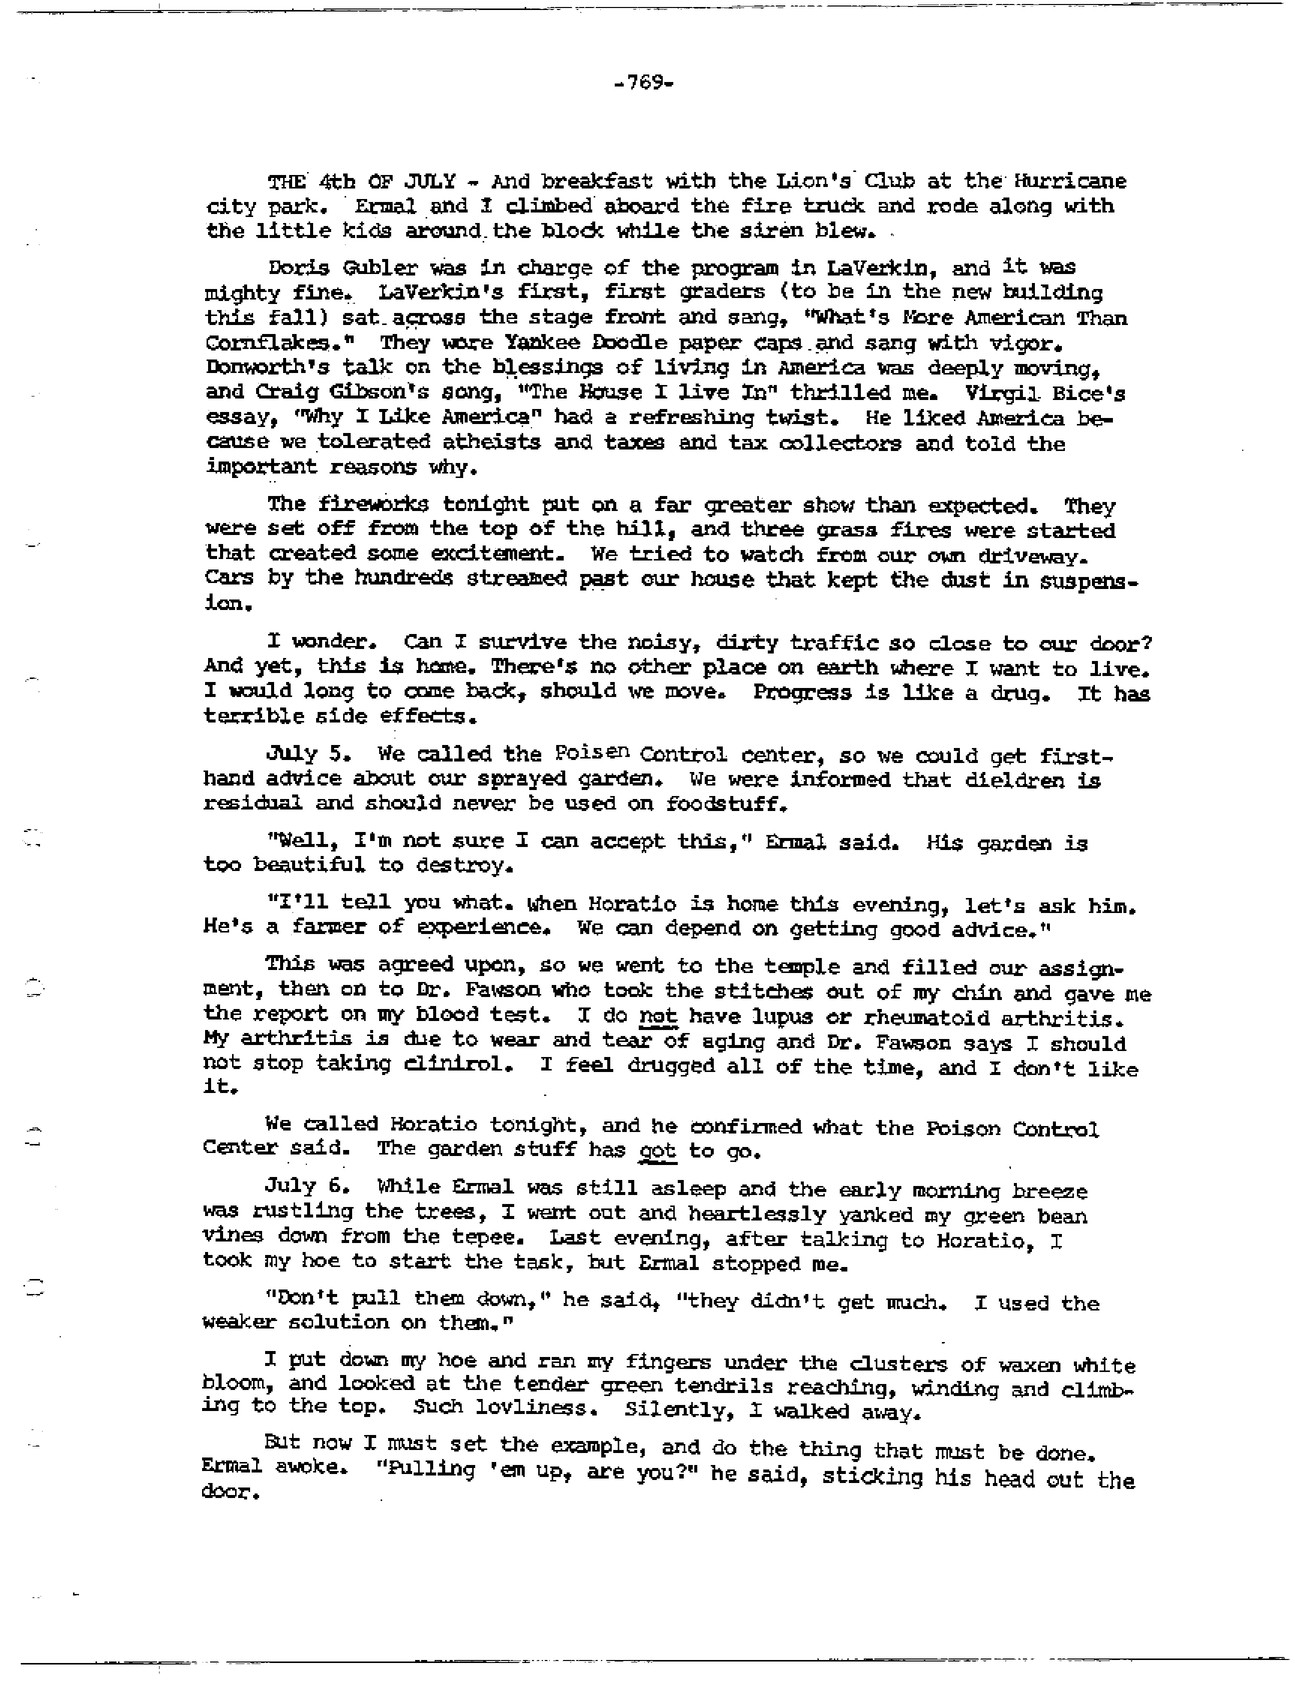 -769-
THE 4th OF JULY - And breakfast with the Lion's Club at the Hurricane
city park. Ermal and I climbed aboard the fire truck and rode along with
the little kids around the block while the siren blew.
Doris Gubler was in charge of the program in LaVerkin, and it was
mighty fine. LaVerkin's first, first graders (to be in the new building
this fall) sat across the stage front and sang, "What's More American Than
Cornflakes." They wore Yankee Doodle paper caps and sang with vigor.
Donworth's talk on the blessings of living in America was deeply moving,
and Craig Gibson's song, "The House I live In" thrilled me. Virgil Bice's
essay, "Why I Like America" had a refreshing twist. He liked America be-
cause we tolerated atheists and taxes and tax collectors and told the
important reasons why.
The fireworks tonight put on a far greater show than expected. They
were set off from the top of the hill, and three grass fires were started
that created some excitement. We tried to watch from our own driveway.
Cars by the hundreds streamed past our house that kept the dust in suspens-
ion.
I wonder. Can I survive the noisy, dirty traffic so close to our door?
And yet, this is home. There's no other place on earth where I want to live.
I would long to come back, should we move. Progress is like a drug. It has
terrible side effects.
July 5. We called the Poisen Control center, so we could get first-
hand advice about our sprayed garden. We were informed that dieldren is
residual and should never be used on foodstuff.
"Well, I'm not sure I can accept this," Ermal said. His garden is
too beautiful to destroy.
"I'll tell you what. When Horatio is home this evening, let's ask him.
He's a farmer of experience. We can depend on getting good advice."
This was agreed upon, so we went to the temple and filled our assign-
ment, then on to Dr. Fawson who took the stitches out of my chin and gave me
the report on my blood test. I do not have lupus or rheumatoid arthritis.
My arthritis is due to wear and tear of aging and Dr. Fawson says I should
not stop taking clinirol. I feel drugged all of the time, and I don't like
it.
We called Horatio tonight, and he confirmed what the Poison Control
Center said. The garden stuff has got to go.
July 6. While Ermal was still asleep and the early morning breeze
was rustling the trees, I went out and heartlessly yanked my green bean
vines down from the tepee. Last evening, after talking to Horatio, I
took my hoe to start the task, but Ermal stopped me.
"Don't pull them down," he said, "they didn't get much. I used the
weaker solution on them."
I put down my hoe and ran my fingers under the clusters of waxen white
bloom, and looked at the tender green tendrils reaching, winding and climb-
ing to the top. Such lovliness. Silently, I walked away.
But now I must set the example, and do the thing that must be done.
Ermal awoke. "Pulling 'em up, are you?" he said, sticking his head out the
door.